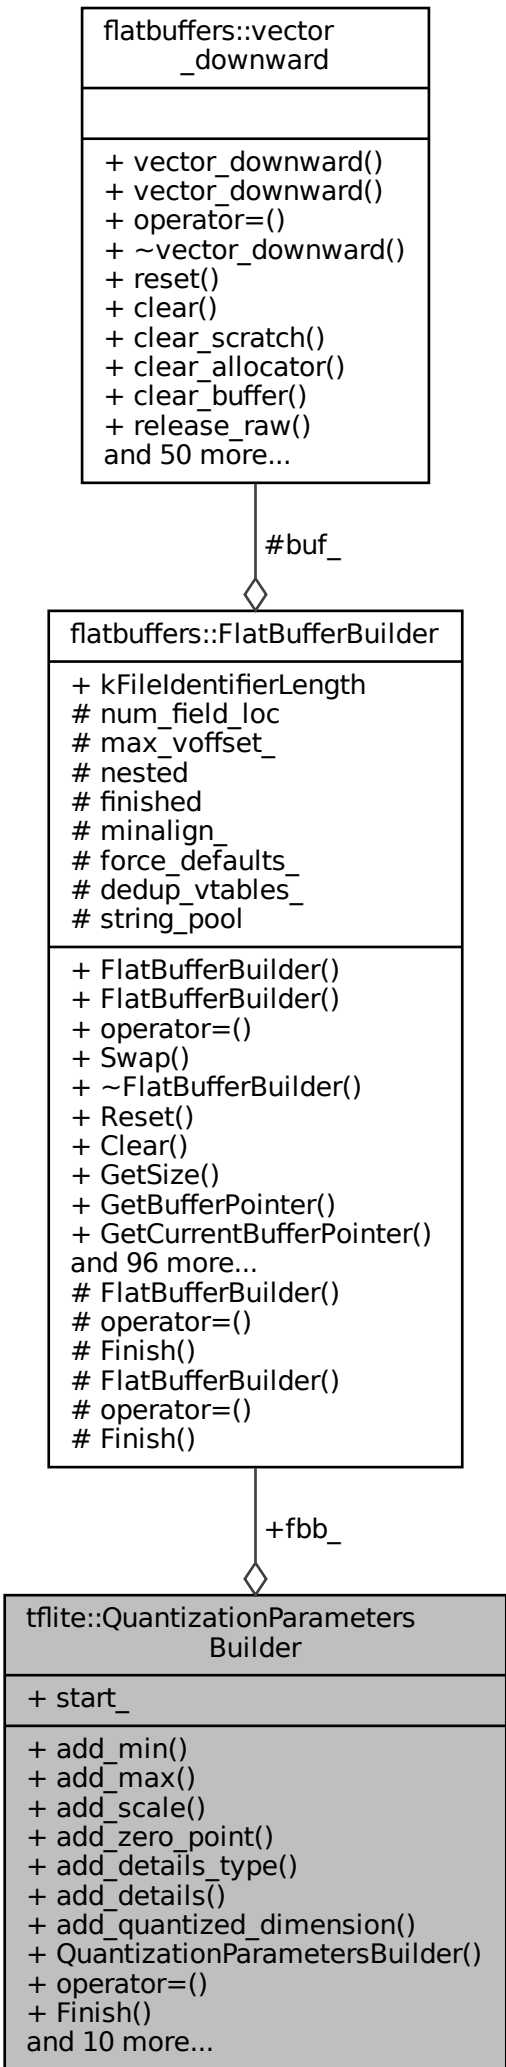 flatbuffers::vector
_downward
+ vector_downward()
+ vector_downward()
+ operator=()
+ ~vector_downward()
+ reset()
+ clear()
+ clear_scratch()
+ clear_allocator()
+ clear_buffer()
+ release_raw()
and 50 more...
#buf_
flatbuffers::FlatBufferBuilder
+ kFileIdentifierLength
# num_field_loc
# max_voffset_
# nested
# finished
# minalign_
# force_defaults_
# dedup_vtables_
# string_pool
+ FlatBufferBuilder()
+ FlatBufferBuilder()
+ operator=()
+ Swap()
+ ~FlatBufferBuilder()
+ Reset()
+ Clear()
+ GetSize()
+ GetBufferPointer()
+ GetCurrentBufferPointer()
and 96 more...
# FlatBufferBuilder()
# operator=()
# Finish()
# FlatBufferBuilder()
# operator=()
# Finish()
+fbb_
tflite::QuantizationParameters
Builder
+ start_
+ add_min()
+ add_max()
+ add_scale()
+ add_zero_point()
+ add_details_type()
+ add_details()
+ add_quantized_dimension()
+ QuantizationParametersBuilder()
+ operator=()
+ Finish()
and 10 more...